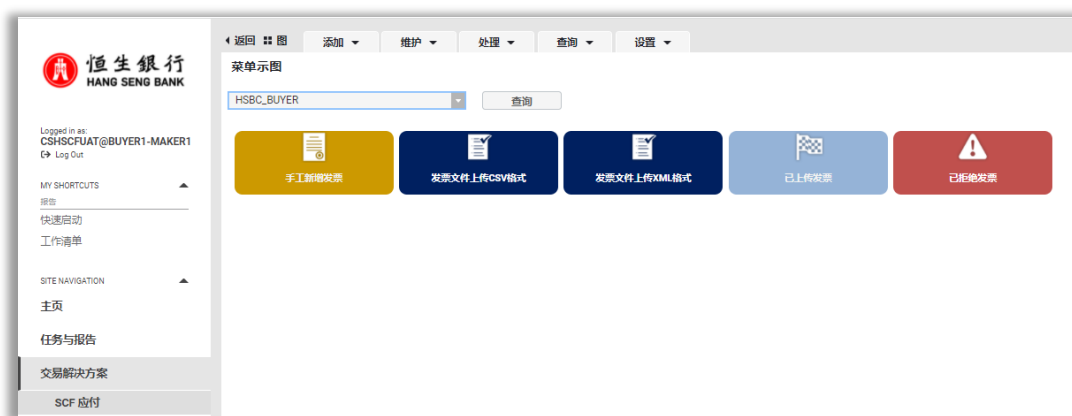 恒生銀行
HANG SENG BANK
Logged in as:
CSHSCFUAT@BUYER1-MAKER1
Log Out
MY SHORTCUTS
报告
快速启动
工作清单
SITE NAVIGATION
主页
任务与报告
交易解决方案
SCF 应付
返回 图 添加 维护 处理 查询 设置
菜单示图
HSBC_BUYER 查询
手工新增发票 发票文件上传CSV格式 发票文件上传XML格式 已上传发票 已拒绝发票